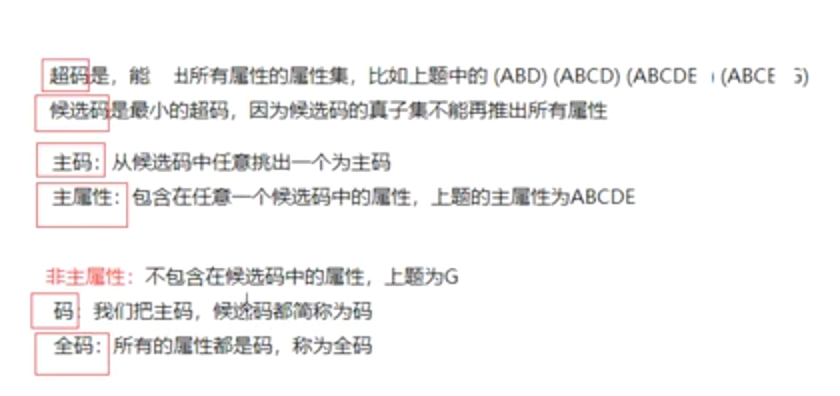 超码是，能 出所有属性的属性集，比如上题中的 (ABD) (ABCD) (ABCDE ) (ABCE G)
候选码是最小的超码，因为候选码的真子集不能再推出所有属性
主码：从候选码中任意挑出一个为主码
主属性：包含在任意一个候选码中的属性，上题的主属性为ABCDE
非主属性：不包含在候选码中的属性，上题为G
码：我们把主码，候选码都简称为码
全码：所有的属性都是码，称为全码